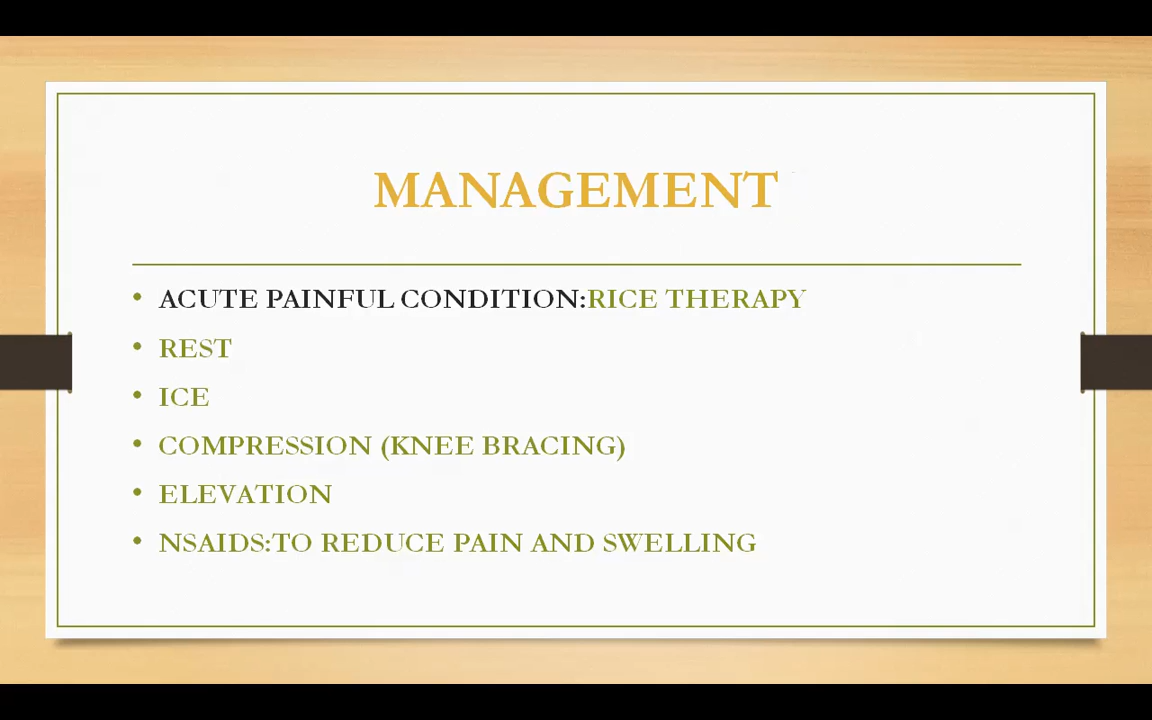 MANAGEMENT
• ACUTE PAINFUL CONDITION:RICE THERAPY
• REST
• ICE
• COMPRESSION (KNEE BRACING)
• ELEVATION
• NSAIDS:TO REDUCE PAIN AND SWELLING